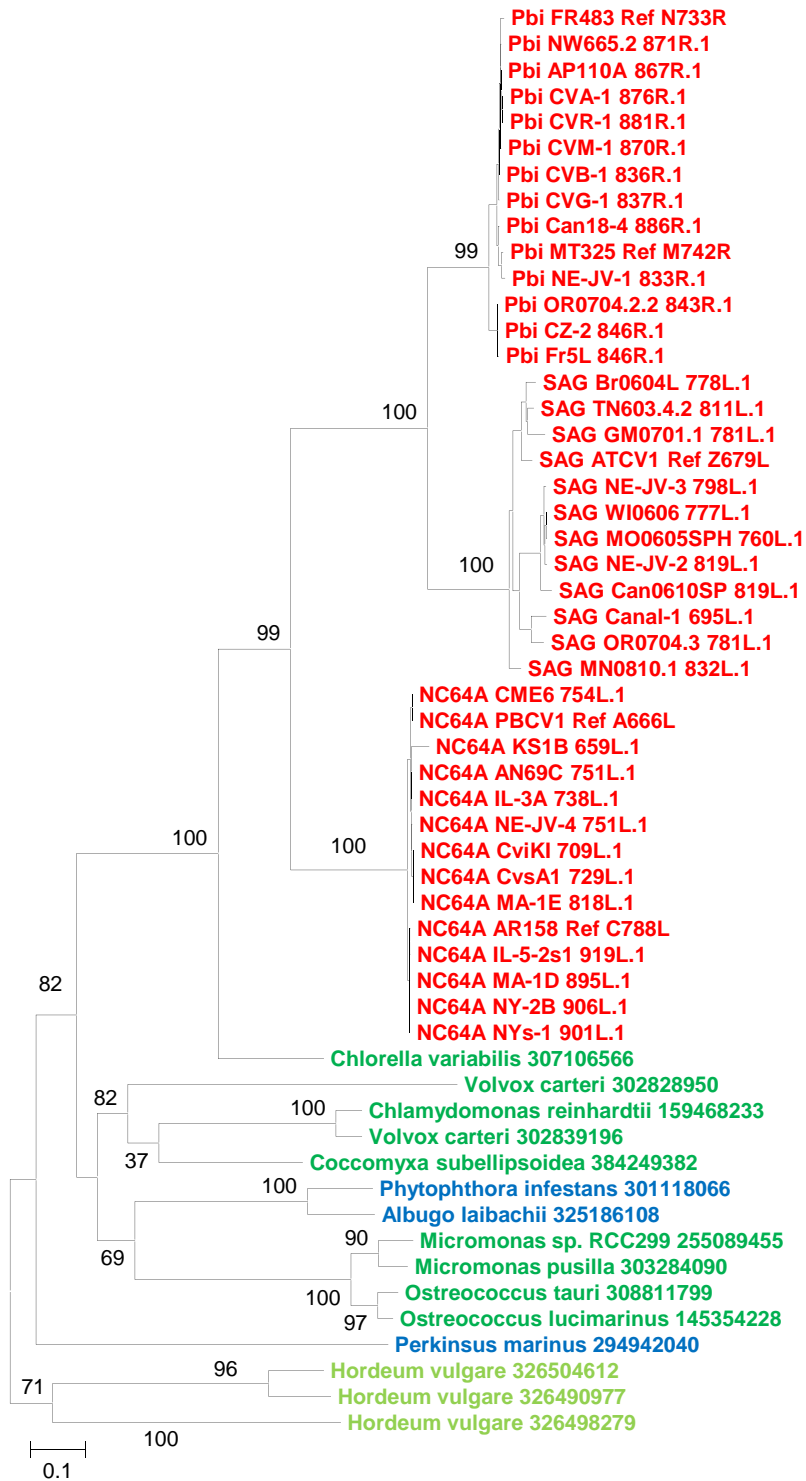 Pbi FR483 Ref N733R
Pbi NW665.2 871R.1
Pbi AP110A 867R.1
Pbi CVA-1 876R.1
Pbi CVR-1 881R.1
Pbi CVM-1 870R.1
Pbi CVB-1 836R.1
Pbi CVG-1 837R.1
Pbi Can18-4 886R.1
99
Pbi MT325 Ref M742R
Pbi NE-JV-1 833R.1
Pbi OR0704.2.2 843R.1
Pbi CZ-2 846R.1
Pbi Fr5L 846R.1
SAG Br0604L 778L.1
100
SAG TN603.4.2 811L.1
SAG GM0701.1 781L.1
SAG ATCV1 Ref Z679L
SAG NE-JV-3 798L.1
SAG WI0606 777L.1
SAG MO0605SPH 760L.1
100
SAG NE-JV-2 819L.1
SAG Can0610SP 819L.1
SAG Canal-1 695L.1
99
SAG OR0704.3 781L.1
SAG MN0810.1 832L.1
NC64A CME6 754L.1
NC64A PBCV1 Ref A666L
NC64A KS1B 659L.1
NC64A AN69C 751L.1
NC64A IL-3A 738L.1
NC64A NE-JV-4 751L.1
100
100
NC64A CviKI 709L.1
NC64A CvsA1 729L.1
NC64A MA-1E 818L.1
NC64A AR158 Ref C788L
NC64A IL-5-2s1 919L.1
82
NC64A MA-1D 895L.1
NC64A NY-2B 906L.1
NC64A NYs-1 901L.1
Chlorella variabilis 307106566
Volvox carteri 302828950
82
100
Chlamydomonas reinhardtii 159468233
Volvox carteri 302839196
37
Coccomyxa subellipsoidea 384249382
100
Phytophthora infestans 301118066
Albugo laibachii 325186108
90
Micromonas sp. RCC299 255089455
69
Micromonas pusilla 303284090
100
Ostreococcus tauri 308811799
97
Ostreococcus lucimarinus 145354228
Perkinsus marinus 294942040
96
Hordeum vulgare 326504612
71
Hordeum vulgare 326490977
Hordeum vulgare 326498279
100
0.1